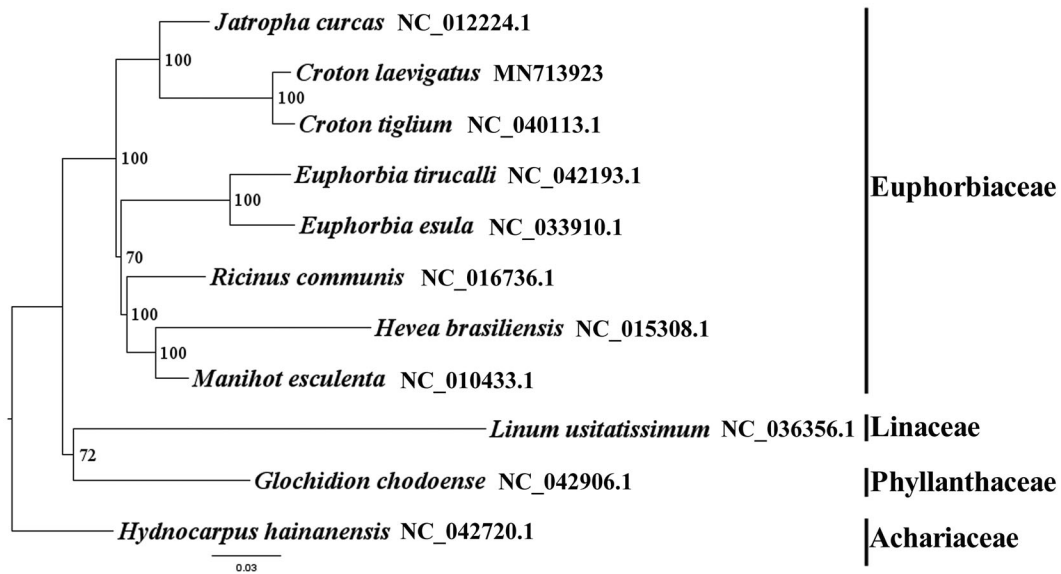 Jatropha curcas NC_012224.1
100
Croton laevigatus MN713923
100
Croton tiglium NC_040113.1
100
Euphorbia tirucalli NC_042193.1
Euphorbiaceae
100
Euphorbia esula NC_033910.1
70
Ricinus communis NC_016736.1
100
Hevea brasiliensis NC_015308.1
100
Manihot esculenta NC_010433.1
Linum usitatissimum NC_036356.1 Linaceae
72
Glochidion chodoense NC_042906.1 Phyllanthaceae
Hydnocarpus hainanensis NC_042720.1 Achariaceae
0.03